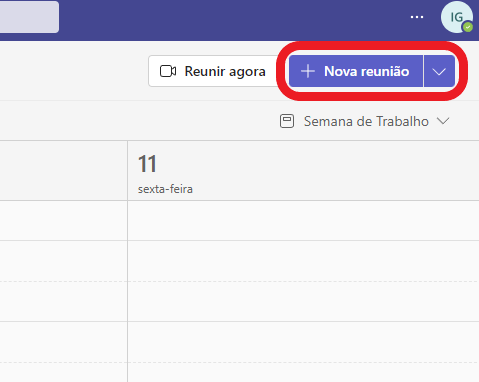 IG
Reunir agora
Nova reunião
Semana de Trabalho
11
sexta-feira